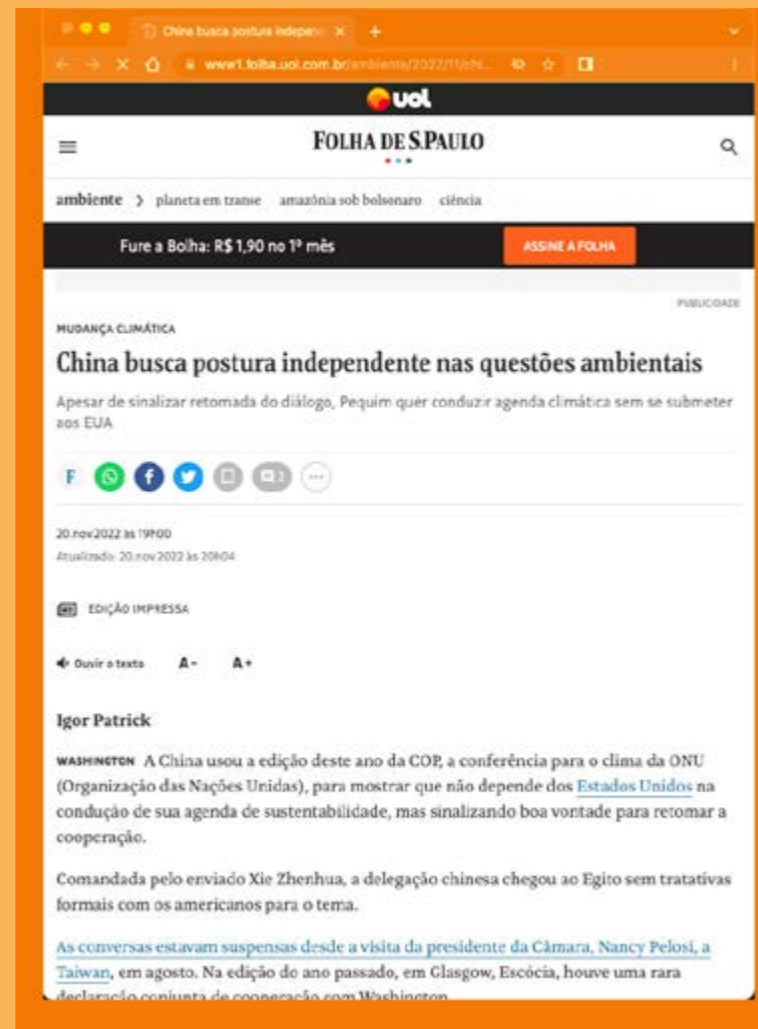 China busca postura indepen
www1.folha.uol.com.br/ambiente/2022/11/chi...
uol
FOLHA DE S.PAULO
ambiente > planeta em transe amazônia sob bolsonaro ciência
Fure a Bolha: R$ 1,90 no 1º mês ASSINE A FOLHA
PUBLICIDADE
MUDANÇA CLIMÁTICA
China busca postura independente nas questões ambientais
Apesar de sinalizar retomada do diálogo, Pequim quer conduzir agenda climática sem se submeter
aos EUA
F 2
20.nov.2022 às 19h00
Atualizado: 20.nov.2022 às 20h04
EDIÇÃO IMPRESSA
Ouvir o texto A- A+
Igor Patrick
WASHINGTON A China usou a edição deste ano da COP, a conferência para o clima da ONU
(Organização das Nações Unidas), para mostrar que não depende dos Estados Unidos na
condução de sua agenda de sustentabilidade, mas sinalizando boa vontade para retomar a
cooperação.
Comandada pelo enviado Xie Zhenhua, a delegação chinesa chegou ao Egito sem tratativas
formais com os americanos para o tema.
As conversas estavam suspensas desde a visita da presidente da Câmara, Nancy Pelosi, a
Taiwan, em agosto. Na edição do ano passado, em Glasgow, Escócia, houve uma rara
declaração conjunta de cooperação com Washington